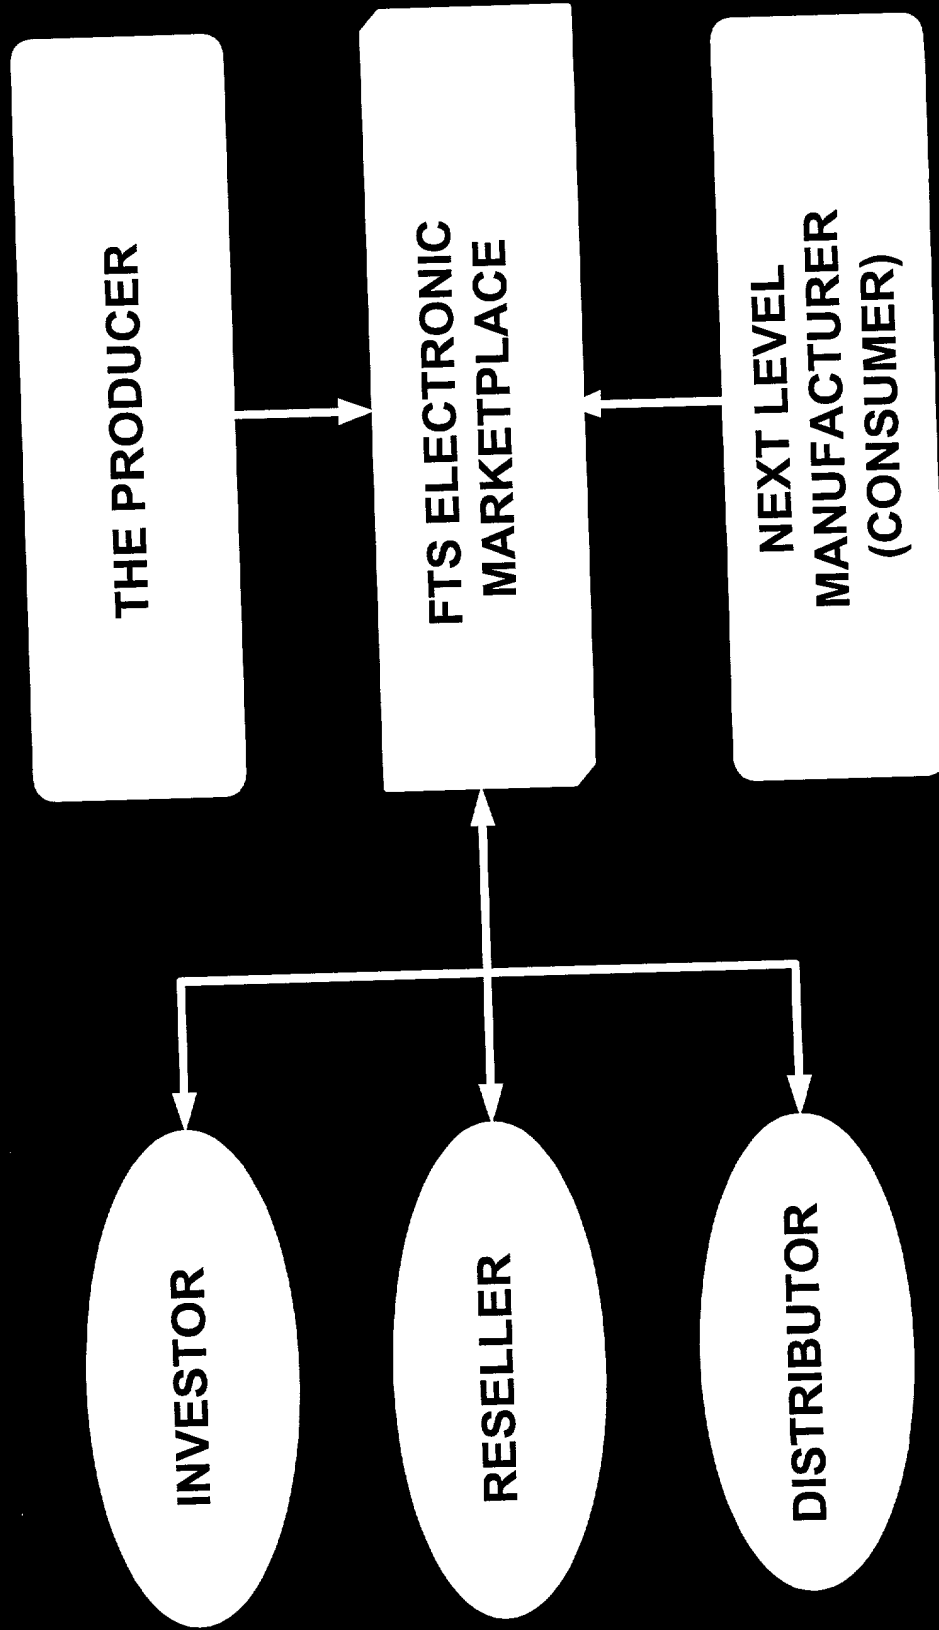 THE PRODUCER
FTS ELECTRONIC
MARKETPLACE
NEXT LEVEL
MANUFACTURER
(CONSUMER)
INVESTOR
RESELLER
DISTRIBUTOR